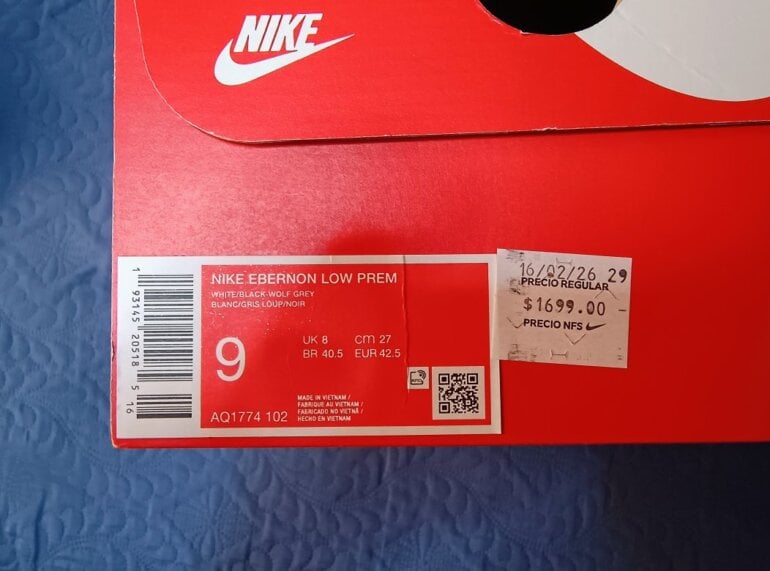 NIKE
1 93145 20518 5 16
NIKE EBERNON LOW PREM
WHITE/BLACK-WOLF GREY
BLANC/GRIS LOUP/NOIR
9
UK 8 cm 27
BR 40.5 EUR 42.5
AQ1774 102
MADE IN VIETNAM /
FABRIQUE AU VIETNAM /
FABRICADO NO VIETNÃ /
HECHO EN VIETNAM
16/02/26 29
PRECIO REGULAR
$1699.00
PRECIO NFS